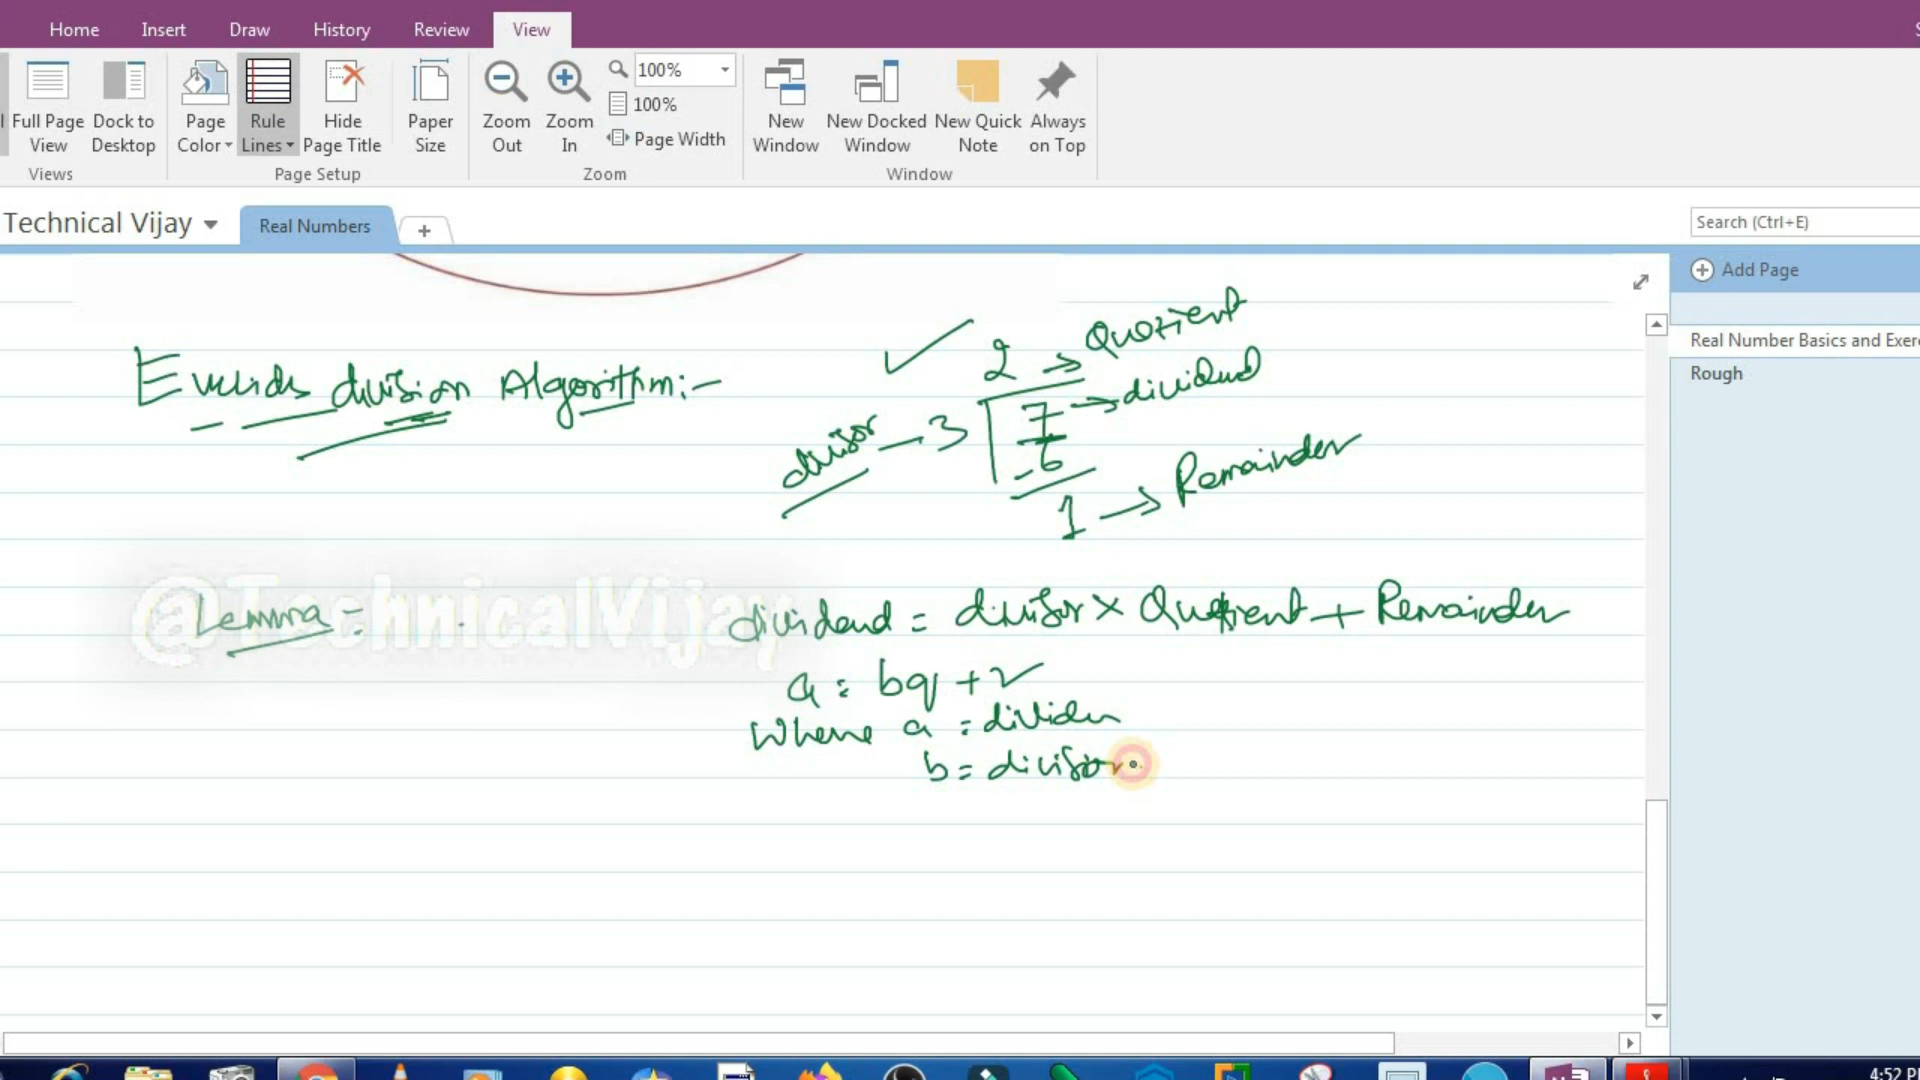 Home Insert Draw History Review View
100%
100%
Page Width
Full Page View
Dock to Desktop
Page Color
Rule Lines
Hide Page Title
Paper Size
Zoom Out
Zoom In
New Window
New Docked Window
New Quick Note
Always on Top
Views Page Setup Zoom Window
Technical Vijay Real Numbers + Search (Ctrl+E)
Add Page
Real Number Basics and Exer
Rough
Euclids division Algorithm:-
2 → Quotient
divisor - 3 7 → dividend
- 6
1 → Remainder
@TechnicalVijay
Lemma =
dividend = divisor × Quotient + Remainder
a = bq + r
Where a = dividen
b = divisor
4:52 P